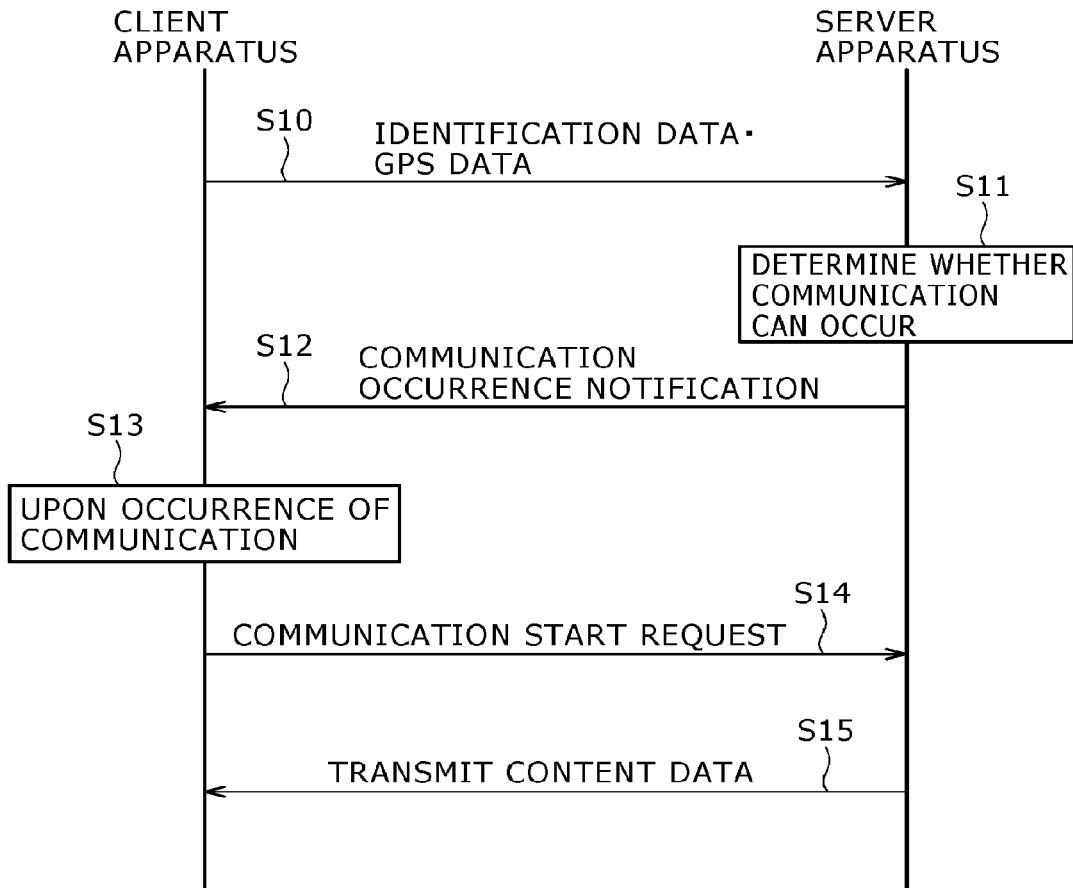 CLIENT
APPARATUS
SERVER
APPARATUS
S10
IDENTIFICATION DATA·
GPS DATA
S11
DETERMINE WHETHER
COMMUNICATION
CAN OCCUR
S12
COMMUNICATION
OCCURRENCE NOTIFICATION
S13
UPON OCCURRENCE OF
COMMUNICATION
S14
COMMUNICATION START REQUEST
S15
TRANSMIT CONTENT DATA